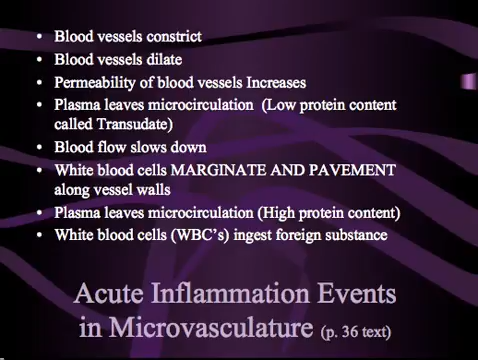 • Blood vessels constrict
• Blood vessels dilate
• Permeability of blood vessels Increases
• Plasma leaves microcirculation (Low protein content
called Transudate)
• Blood flow slows down
• White blood cells MARGINATE AND PAVEMENT
along vessel walls
• Plasma leaves microcirculation (High protein content)
• White blood cells (WBC's) ingest foreign substance
Acute Inflammation Events
in Microvasculature (p. 36 text)